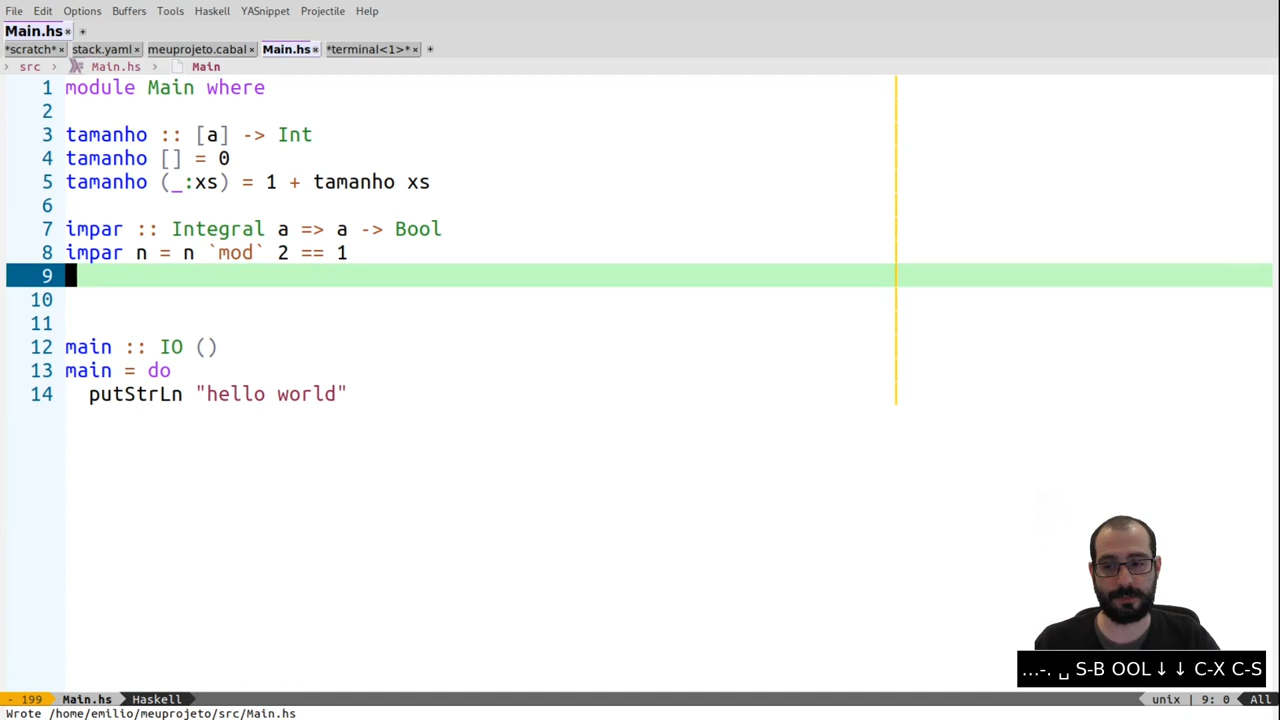 File Edit Options Buffers Tools Haskell YASnippet Projectile Help
Main.hs × +
*scratch* × stack.yaml × meuprojeto.cabal × Main.hs × *terminal<1>* × +
› src › Main.hs › Main
1 module Main where
2
3 tamanho :: [a] -> Int
4 tamanho [] = 0
5 tamanho (_:xs) = 1 + tamanho xs
6
7 impar :: Integral a => a -> Bool
8 impar n = n `mod` 2 == 1
9
10
11
12 main :: IO ()
13 main = do
14 putStrLn "hello world"
...-. ␣ S-B OOL↓ ↓ C-X C-S
- 199 Main.hs Haskell unix | 9: 0 All
Wrote /home/emilio/meuprojeto/src/Main.hs